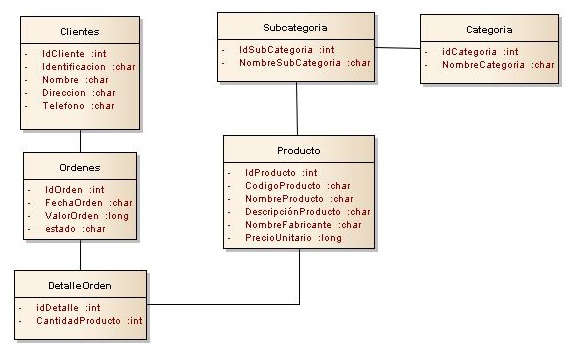 Clientes
- IdCliente :int
- Identificacion :char
- Nombre :char
- Direccion :char
- Telefono :char
Subcategoria
- IdSubCategoria :int
- NombreSubCategoria :char
Categoria
- idCategoria :int
- NombreCategoria :char
Ordenes
- IdOrden :int
- FechaOrden :char
- ValorOrden :long
- estado :char
Producto
- IdProducto :int
- CodigoProducto :char
- NombreProducto :char
- DescripciónProducto :char
- NombreFabricante :char
- PrecioUnitario :long
DetalleOrden
- idDetalle :int
- CantidadProducto :int